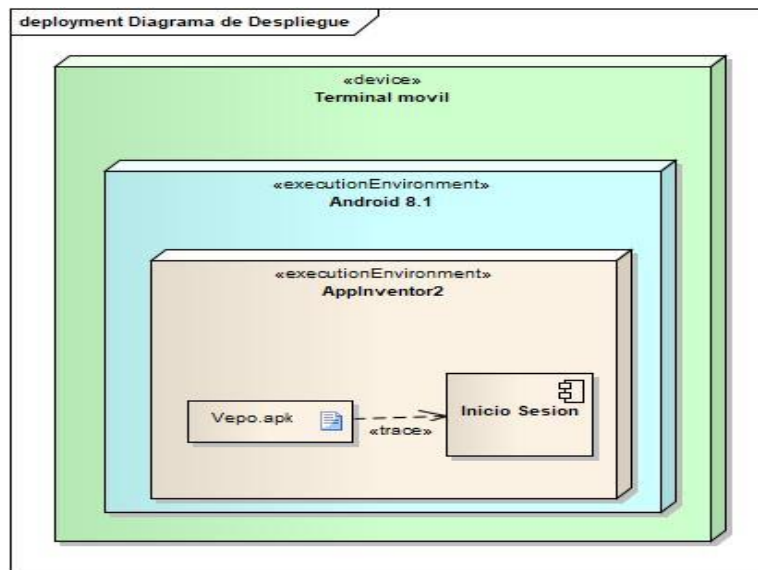 deployment Diagrama de Despliegue
«device»
Terminal movil
«executionEnvironment»
Android 8.1
«executionEnvironment»
AppInventor2
Vepo.apk
«trace»
Inicio Sesion